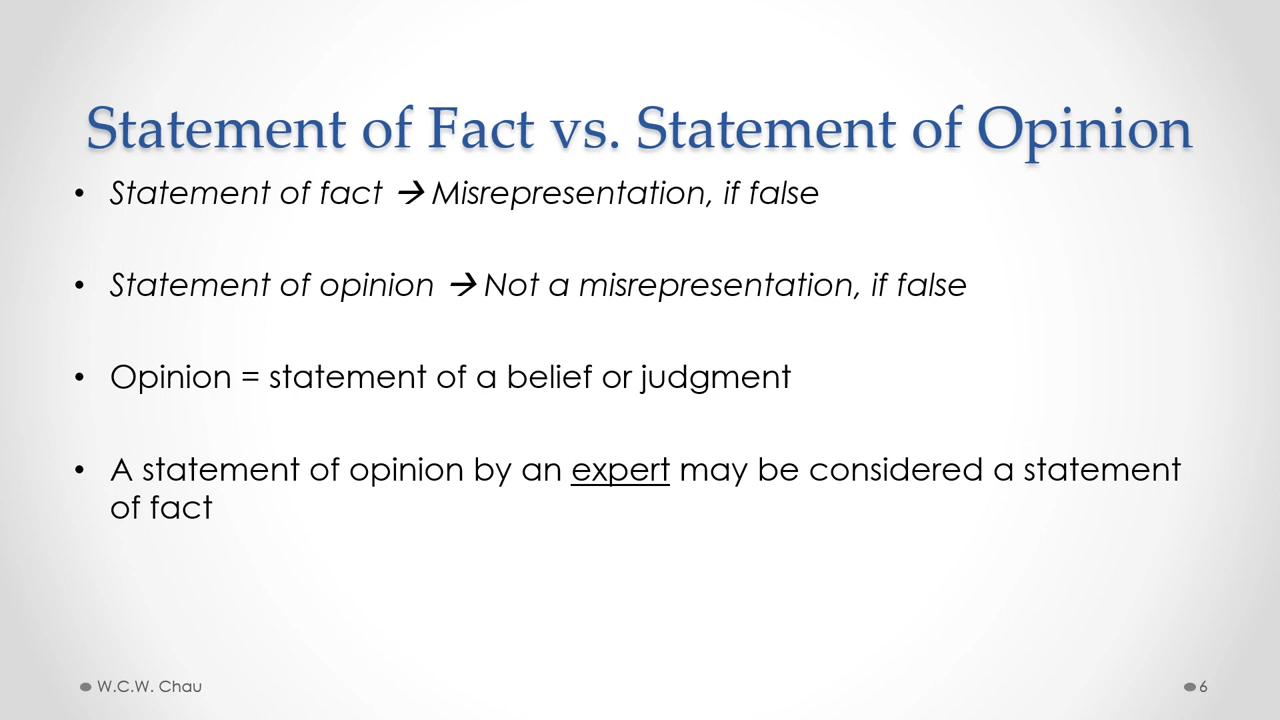 Statement of Fact vs. Statement of Opinion
• Statement of fact → Misrepresentation, if false
• Statement of opinion → Not a misrepresentation, if false
• Opinion = statement of a belief or judgment
• A statement of opinion by an expert may be considered a statement
of fact
W.C.W. Chau
6